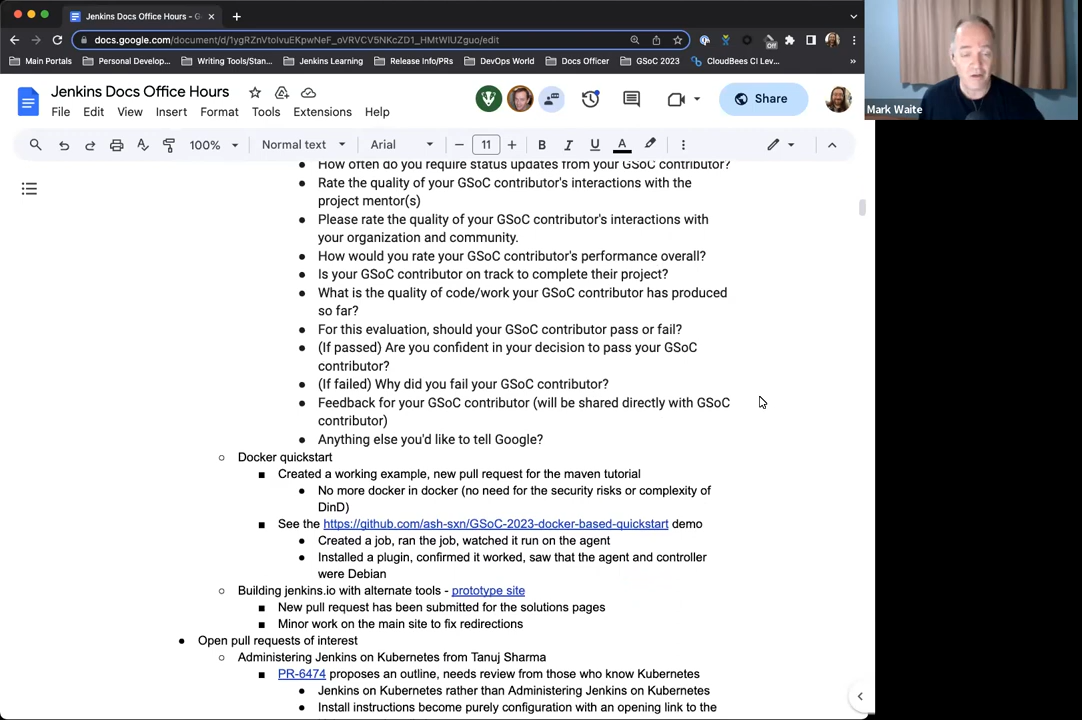 Jenkins Docs Office Hours - G
docs.google.com/document/d/1ygRZnVtoIvuEKpwNeF_oVRVCV5NKcZD1_HMtWIUZguo/edit
Main Portals
Personal Develop...
Writing Tools/Stan...
Jenkins Learning
Release Info/PRs
DevOps World
Docs Officer
GSoC 2023
CloudBees CI Lev...
»
Mark Waite
Jenkins Docs Office Hours
File Edit View Insert Format Tools Extensions Help
Share
100% Normal text Arial − 11 + B I U A
How often do you require status updates from your GSoC contributor?
Rate the quality of your GSoC contributor's interactions with the
project mentor(s)
Please rate the quality of your GSoC contributor's interactions with
your organization and community.
How would you rate your GSoC contributor's performance overall?
Is your GSoC contributor on track to complete their project?
What is the quality of code/work your GSoC contributor has produced
so far?
For this evaluation, should your GSoC contributor pass or fail?
(If passed) Are you confident in your decision to pass your GSoC
contributor?
(If failed) Why did you fail your GSoC contributor?
Feedback for your GSoC contributor (will be shared directly with GSoC
contributor)
Anything else you'd like to tell Google?
Docker quickstart
Created a working example, new pull request for the maven tutorial
No more docker in docker (no need for the security risks or complexity of
DinD)
See the https://github.com/ash-sxn/GSoC-2023-docker-based-quickstart demo
Created a job, ran the job, watched it run on the agent
Installed a plugin, confirmed it worked, saw that the agent and controller
were Debian
Building jenkins.io with alternate tools - prototype site
New pull request has been submitted for the solutions pages
Minor work on the main site to fix redirections
Open pull requests of interest
Administering Jenkins on Kubernetes from Tanuj Sharma
PR-6474 proposes an outline, needs review from those who know Kubernetes
Jenkins on Kubernetes rather than Administering Jenkins on Kubernetes
Install instructions become purely configuration with an opening link to the